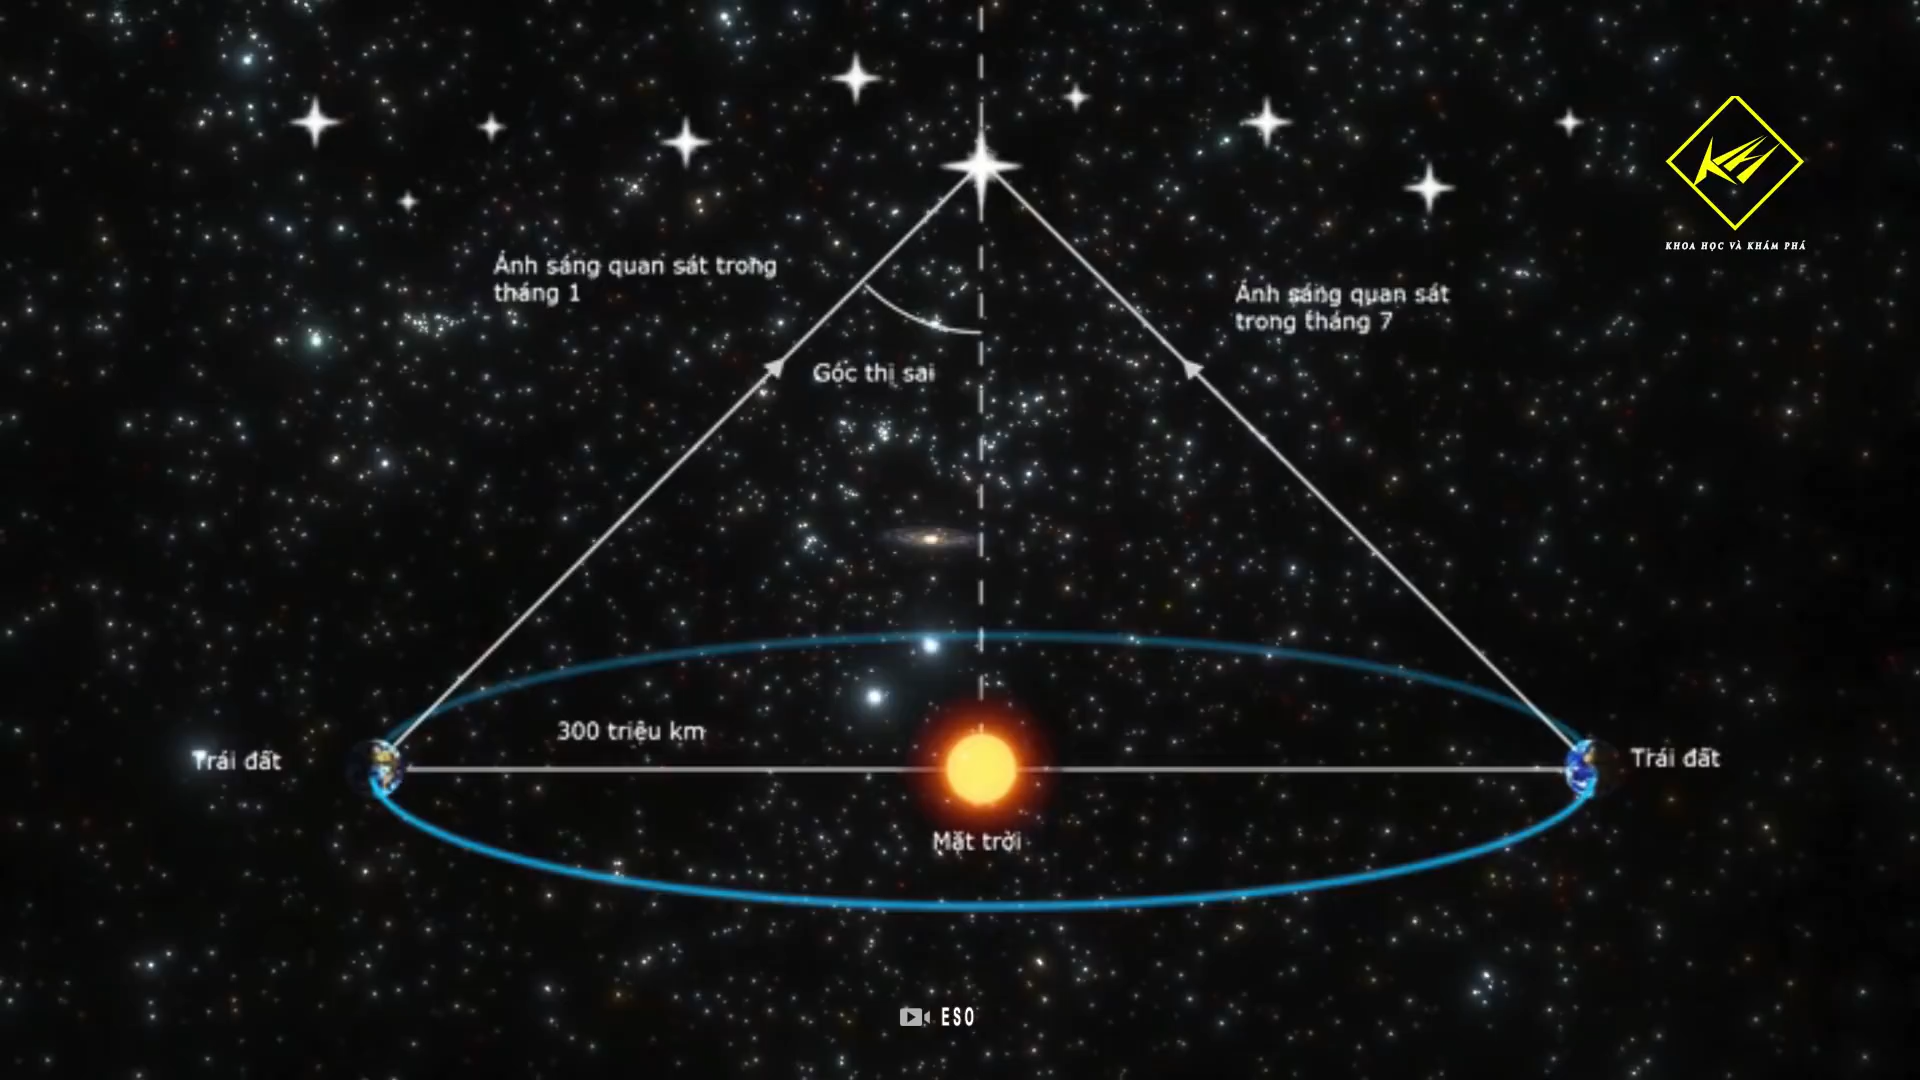 KHOA HỌC VÀ KHÁM PHÁ
Ánh sáng quan sát trong
tháng 1
Ánh sáng quan sát
trong tháng 7
Góc thị sai
300 triệu km
Trái đất
Trái đất
Mặt trời
ESO